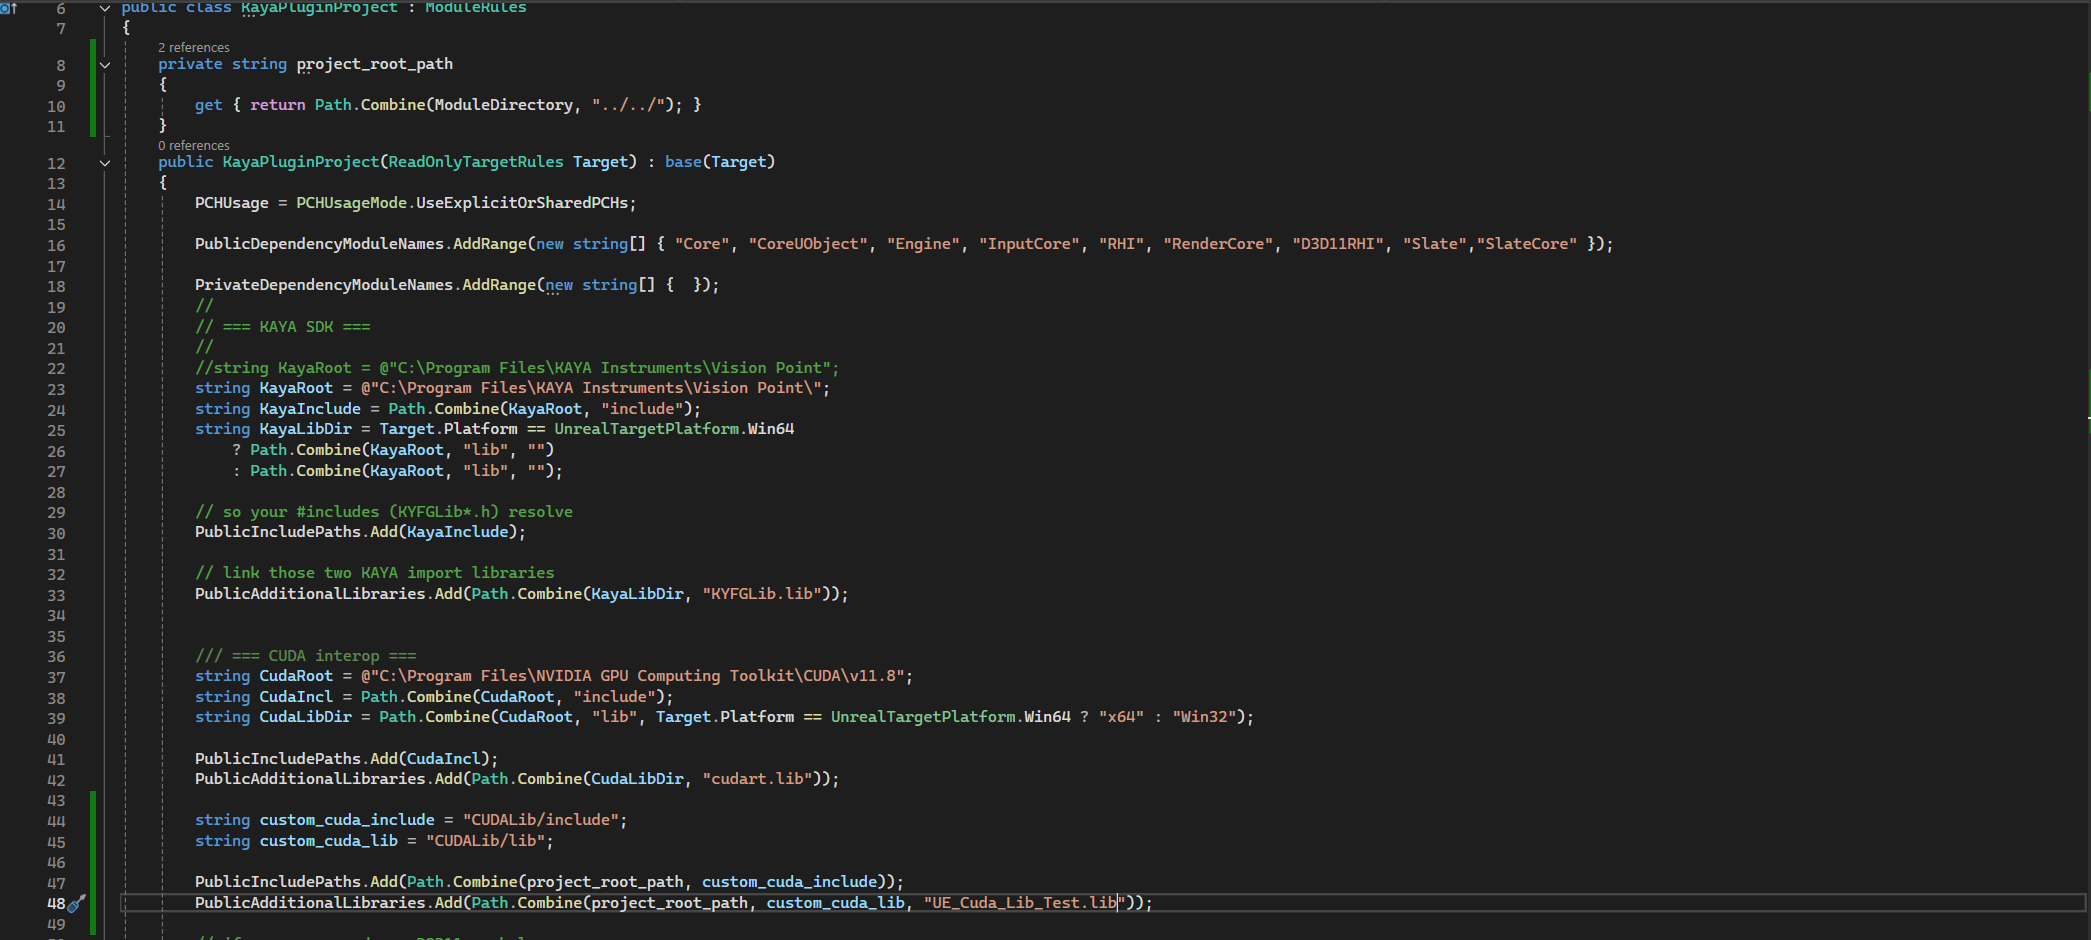 6 public class KayaPluginProject : ModuleRules
7 {
2 references
8 private string project_root_path
9 {
10 get { return Path.Combine(ModuleDirectory, "../../"); }
11 }
0 references
12 public KayaPluginProject(ReadOnlyTargetRules Target) : base(Target)
13 {
14 PCHUsage = PCHUsageMode.UseExplicitOrSharedPCHs;
15
16 PublicDependencyModuleNames.AddRange(new string[] { "Core", "CoreUObject", "Engine", "InputCore", "RHI", "RenderCore", "D3D11RHI", "Slate","SlateCore" });
17
18 PrivateDependencyModuleNames.AddRange(new string[] {  });
19 //
20 // === KAYA SDK ===
21 //
22 //string KayaRoot = @"C:\Program Files\KAYA Instruments\Vision Point";
23 string KayaRoot = @"C:\Program Files\KAYA Instruments\Vision Point\";
24 string KayaInclude = Path.Combine(KayaRoot, "include");
25 string KayaLibDir = Target.Platform == UnrealTargetPlatform.Win64
26 ? Path.Combine(KayaRoot, "lib", "")
27 : Path.Combine(KayaRoot, "lib", "");
28
29 // so your #includes (KYFGLib*.h) resolve
30 PublicIncludePaths.Add(KayaInclude);
31
32 // link those two KAYA import libraries
33 PublicAdditionalLibraries.Add(Path.Combine(KayaLibDir, "KYFGLib.lib"));
34
35
36 /// === CUDA interop ===
37 string CudaRoot = @"C:\Program Files\NVIDIA GPU Computing Toolkit\CUDA\v11.8";
38 string CudaIncl = Path.Combine(CudaRoot, "include");
39 string CudaLibDir = Path.Combine(CudaRoot, "lib", Target.Platform == UnrealTargetPlatform.Win64 ? "x64" : "Win32");
40
41 PublicIncludePaths.Add(CudaIncl);
42 PublicAdditionalLibraries.Add(Path.Combine(CudaLibDir, "cudart.lib"));
43
44 string custom_cuda_include = "CUDALib/include";
45 string custom_cuda_lib = "CUDALib/lib";
46
47 PublicIncludePaths.Add(Path.Combine(project_root_path, custom_cuda_include));
48 PublicAdditionalLibraries.Add(Path.Combine(project_root_path, custom_cuda_lib, "UE_Cuda_Lib_Test.lib"));
49